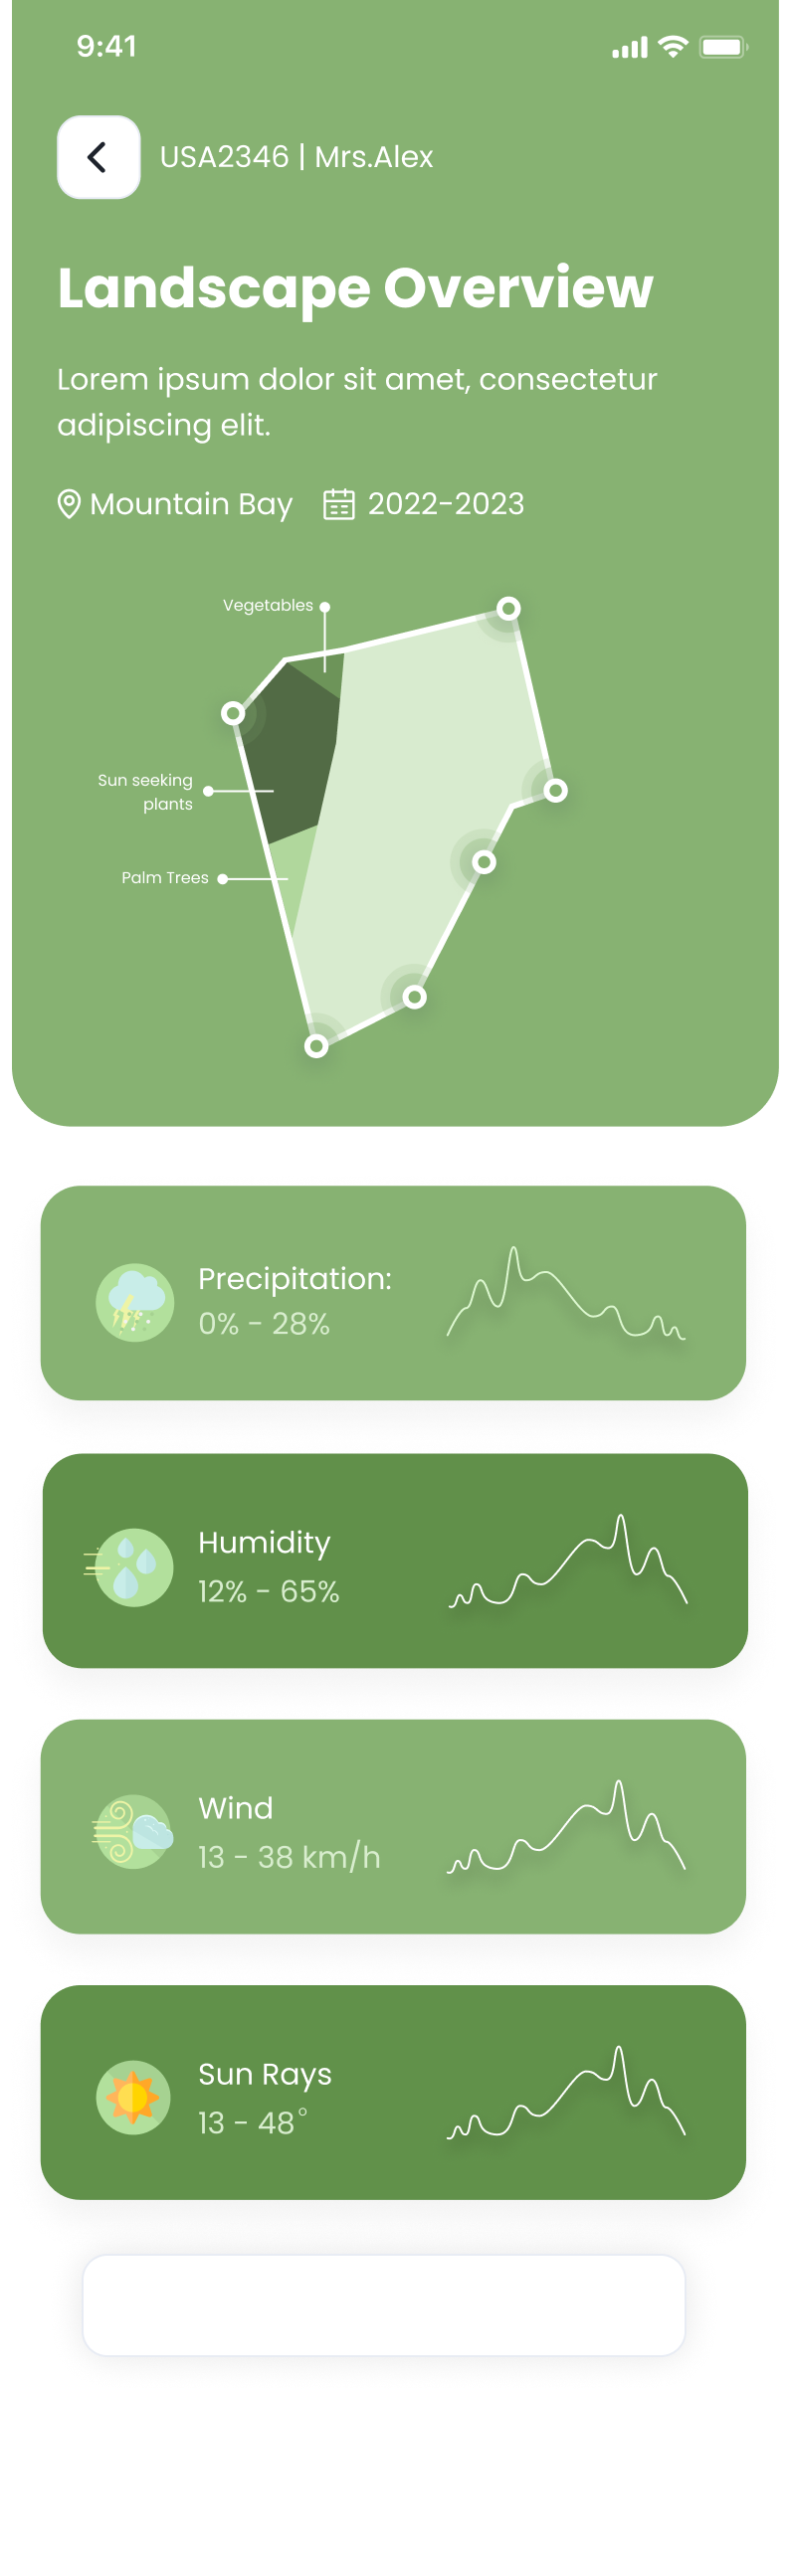 9:41
USA2346 | Mrs.Alex
Landscape Overview
Lorem ipsum dolor sit amet, consectetur
adipiscing elit.
Mountain Bay 2022-2023
Vegetables
Sun seeking
plants
Palm Trees
Precipitation:
0% - 28%
Humidity
12% - 65%
Wind
13 - 38 km/h
Sun Rays
13 - 48°